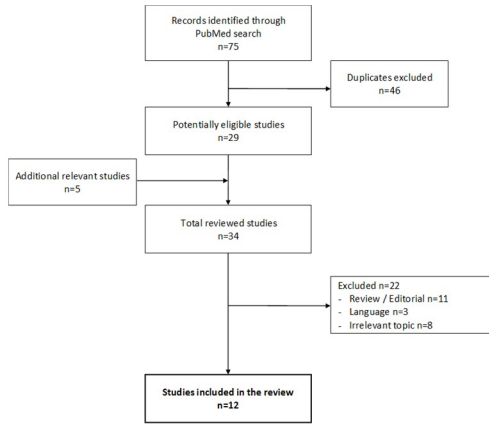 Records identified through
PubMed search
n=75
Duplicates excluded
n=46
Potentially eligible studies
n=29
Additional relevant studies
n=5
Total reviewed studies
n=34
Excluded n=22
- Review / Editorial n=11
- Language n=3
- Irrelevant topic n=8
Studies included in the review
n=12